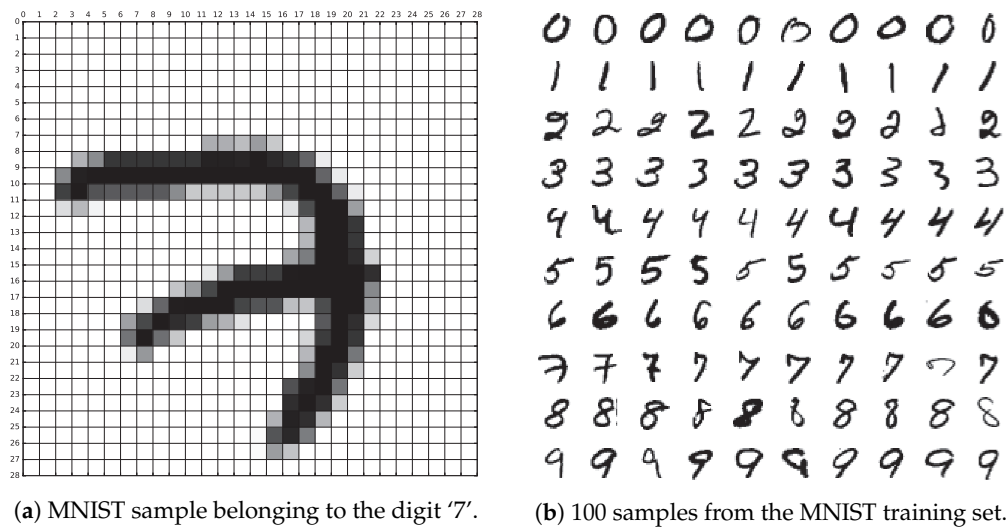 0 1 2 3 4 5 6 7 8 9 10 11 12 13 14 15 16 17 18 19 20 21 22 23 24 25 26 27 28
0
1
2
3
4
5
6
7
8
9
10
11
12
13
14
15
16
17
18
19
20
21
22
23
24
25
26
27
28
(a) MNIST sample belonging to the digit '7'.
0 0 0 0 0 0 0 0 0 0
1 1 1 1 1 1 1 1 1 1
2 2 2 2 2 2 2 2 2 2
3 3 3 3 3 3 3 3 3 3
4 4 4 4 4 4 4 4 4 4
5 5 5 5 5 5 5 5 5 5
6 6 6 6 6 6 6 6 6 6
7 7 7 7 7 7 7 7 7 7
8 8 8 8 8 8 8 8 8 8
9 9 9 9 9 9 9 9 9 9
(b) 100 samples from the MNIST training set.